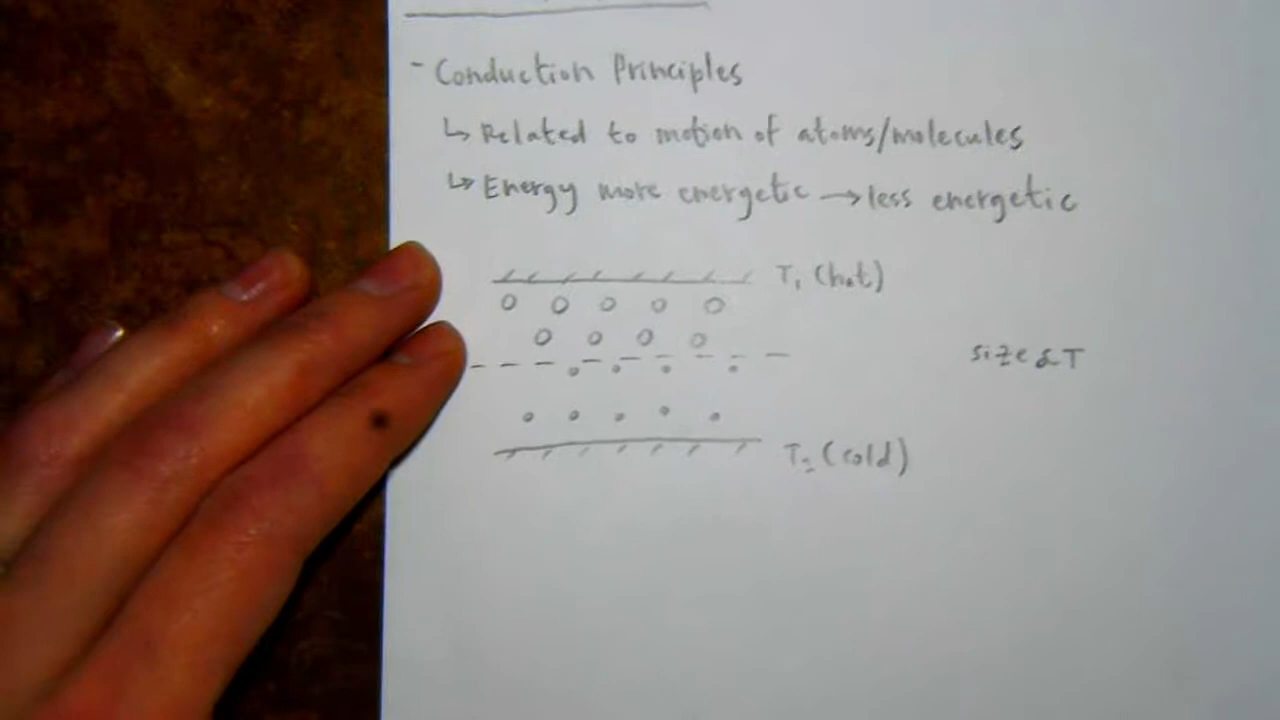 - Conduction Principles
↳ Related to motion of atoms/molecules
↳ Energy more energetic → less energetic
T₁ (hot)
size α T
T₂ (cold)